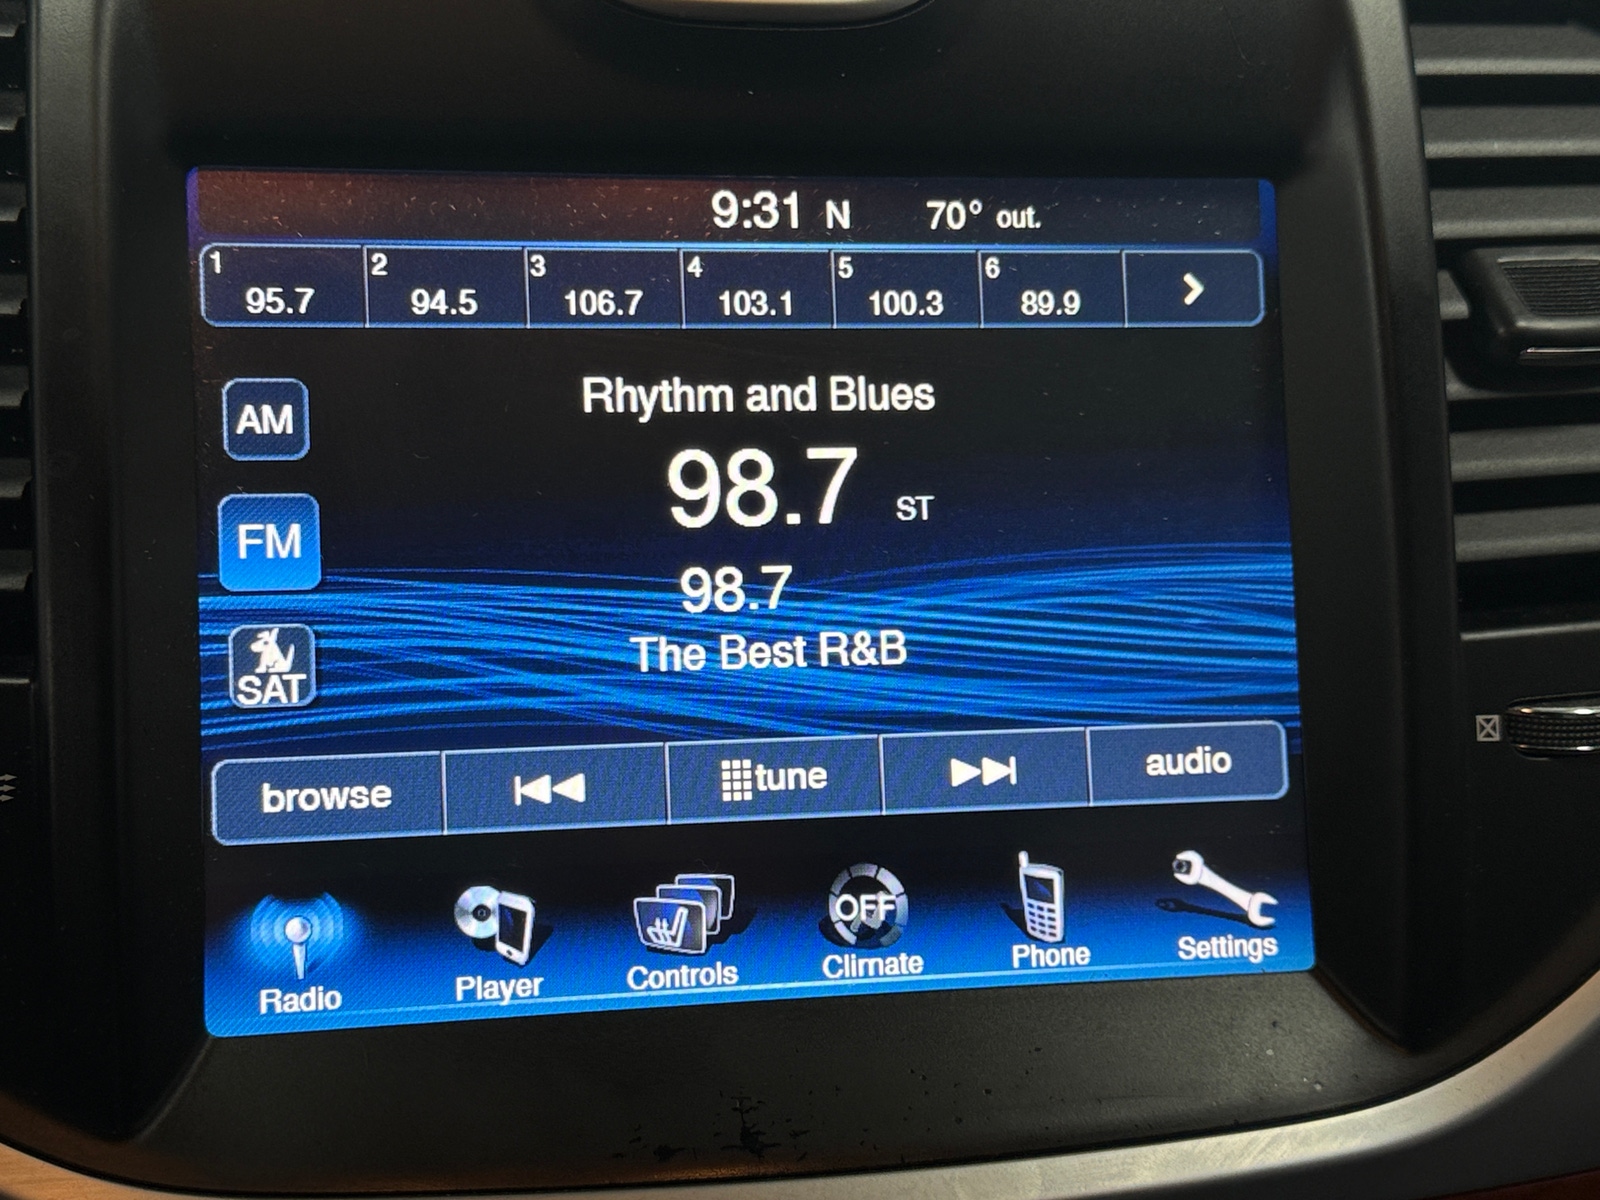 9:31 N 70° out.
1 2 3 4 5 6
95.7 94.5 106.7 103.1 100.3 89.9
Rhythm and Blues
AM
98.7 ST
FM
98.7
The Best R&B
SAT
browse tune audio
OFF
Radio Player Controls Climate Phone Settings